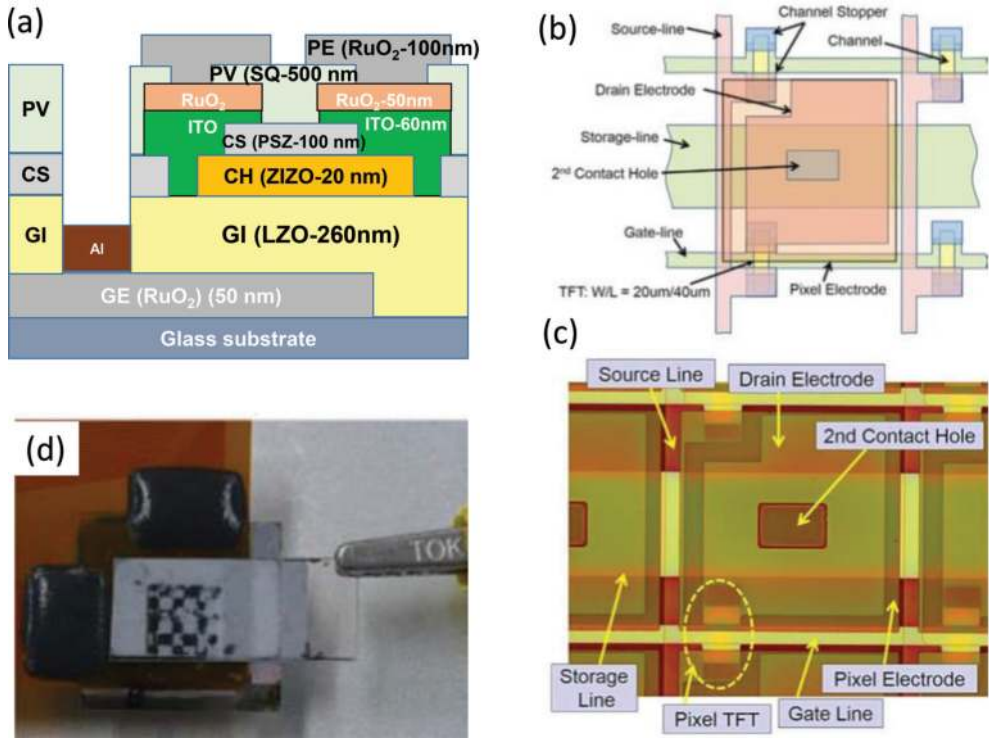 (a)
PE (RuO₂-100nm)
PV (SQ-500 nm)
PV
RuO₂
RuO₂-50nm
ITO
ITO-60nm
CS (PSZ-100 nm)
CS
CH (ZIZO-20 nm)
GI
Al
GI (LZO-260nm)
GE (RuO₂) (50 nm)
Glass substrate
(b)
Channel Stopper
Source-line
Channel
Drain Electrode
Storage-line
2nd Contact Hole
Gate-line
TFT: W/L = 20um/40um
Pixel Electrode
(c)
Source Line
Drain Electrode
2nd Contact Hole
Storage
Line
Pixel TFT
Gate Line
Pixel Electrode
(d)
TOK